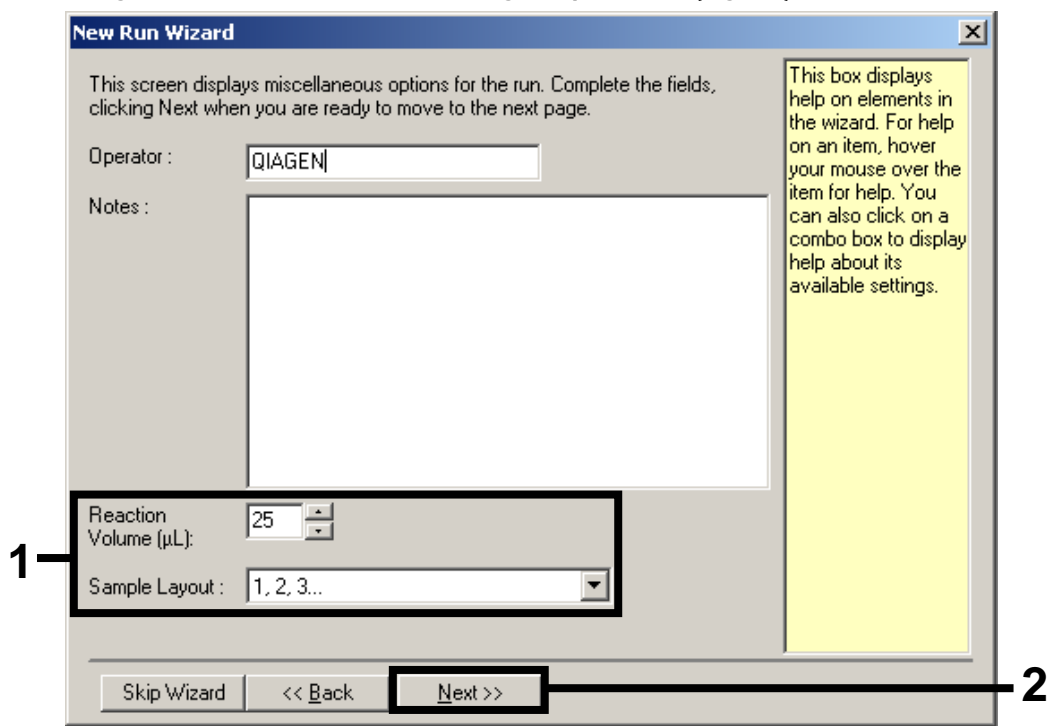 New Run Wizard
This screen displays miscellaneous options for the run. Complete the fields,
clicking Next when you are ready to move to the next page.
Operator :
QIAGEN
Notes :
Reaction
Volume (µL):
25
Sample Layout :
1, 2, 3...
1
Skip Wizard
<< Back
Next >>
2
This box displays
help on elements in
the wizard. For help
on an item, hover
your mouse over the
item for help. You
can also click on a
combo box to display
help about its
available settings.